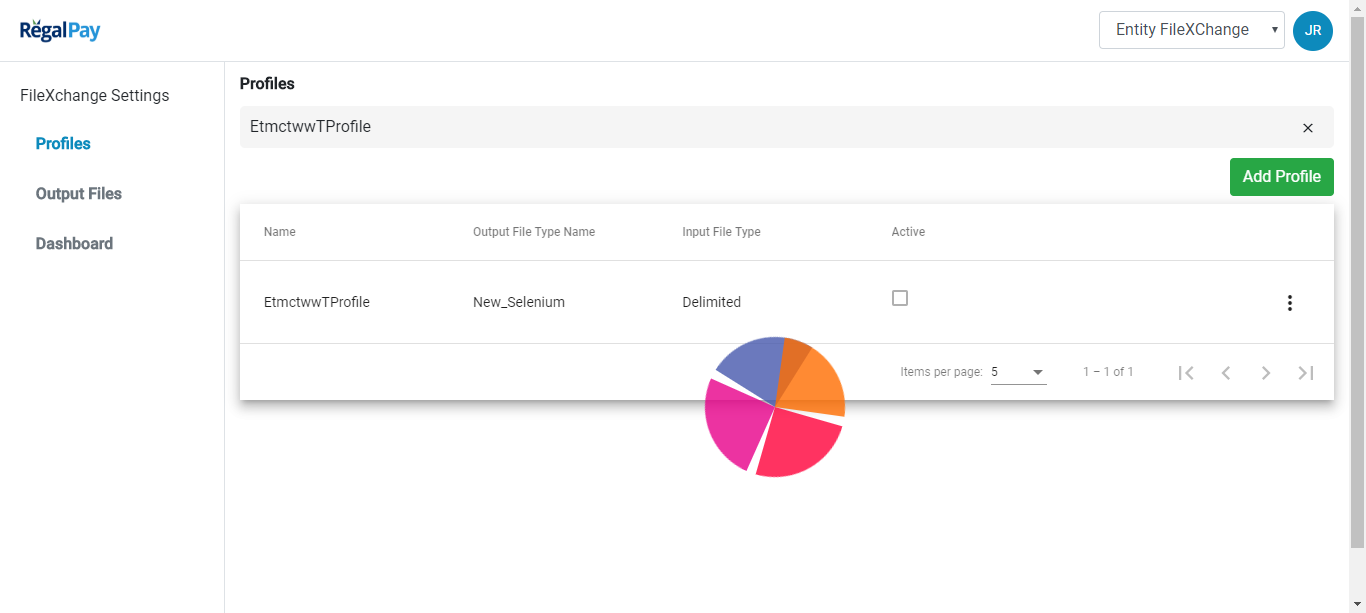 RegalPay
Entity FileXChange
JR
FileXchange Settings
Profiles
Output Files
Dashboard
Profiles
EtmctwwTProfile
Add Profile
Name Output File Type Name Input File Type Active
EtmctwwTProfile New_Selenium Delimited
Items per page: 5 1 – 1 of 1